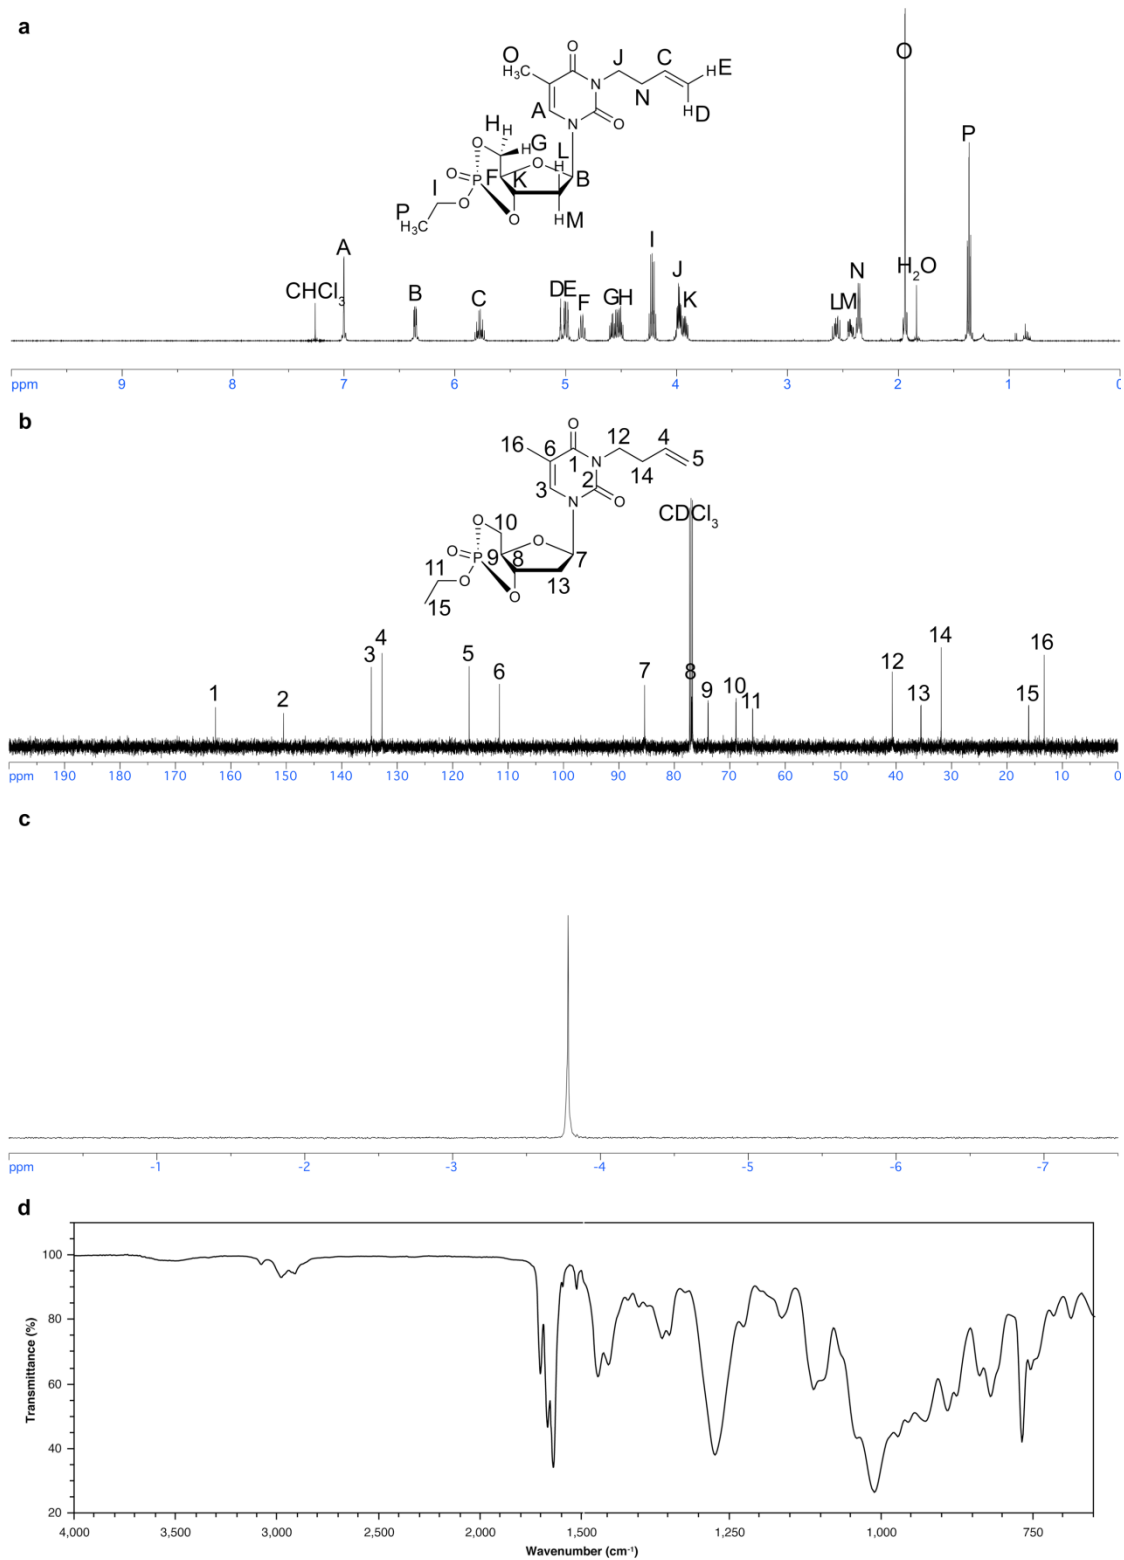 a
O
H₃C
O
J
C
N
H E
H D
N
A
N
O
H
H
H G
L
H
O
O
F
K
B
O P
I
O
O
H M
P
H₃C
CHCl₃
A
B
C
D E
F
G H
I
J
K
L M
N
O
H₂O
P
ppm 9 8 7 6 5 4 3 2 1 0
b
O
16
6
1
N
12
14
4
5
3
2
N
O
O
10
O
O P
9
8
7
11
O
O
13
15
CDCl₃
1
2
3
4
5
6
7
8
9
10
11
12
13
14
15
16
ppm 190 180 170 160 150 140 130 120 110 100 90 80 70 60 50 40 30 20 10 0
c
ppm -1 -2 -3 -4 -5 -6 -7
d
Transmittance (%)
100
80
60
40
20
4,000 3,500 3,000 2,500 2,000 1,500 1,250 1,000 750
Wavenumber (cm⁻¹)